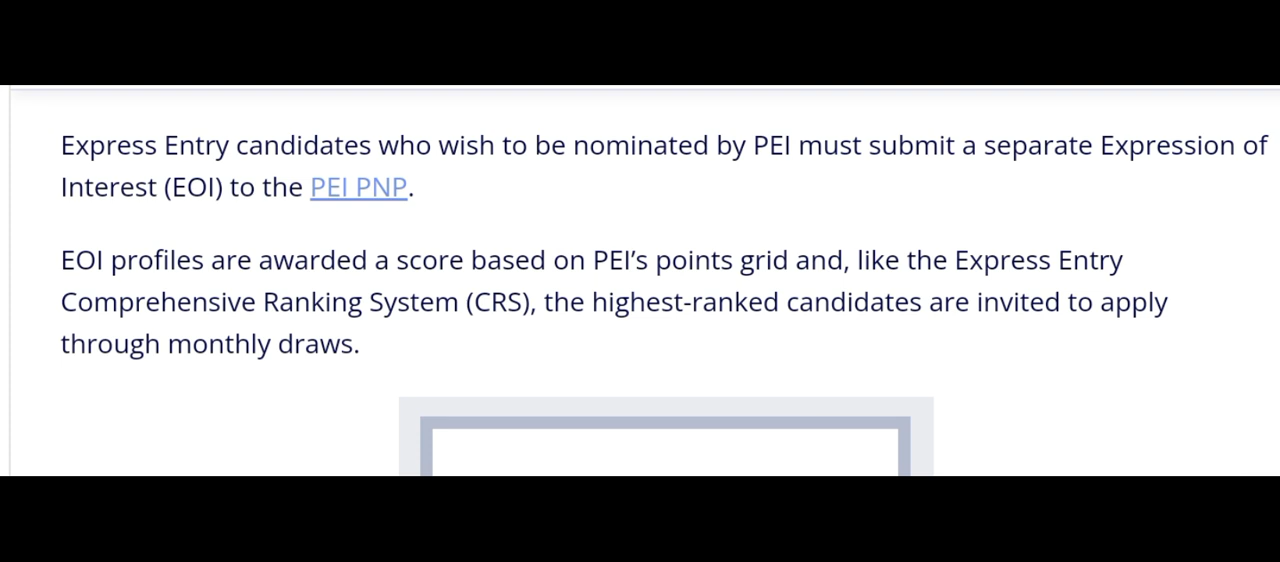 Express Entry candidates who wish to be nominated by PEI must submit a separate Expression of
Interest (EOI) to the PEI PNP.
EOI profiles are awarded a score based on PEI’s points grid and, like the Express Entry
Comprehensive Ranking System (CRS), the highest-ranked candidates are invited to apply
through monthly draws.